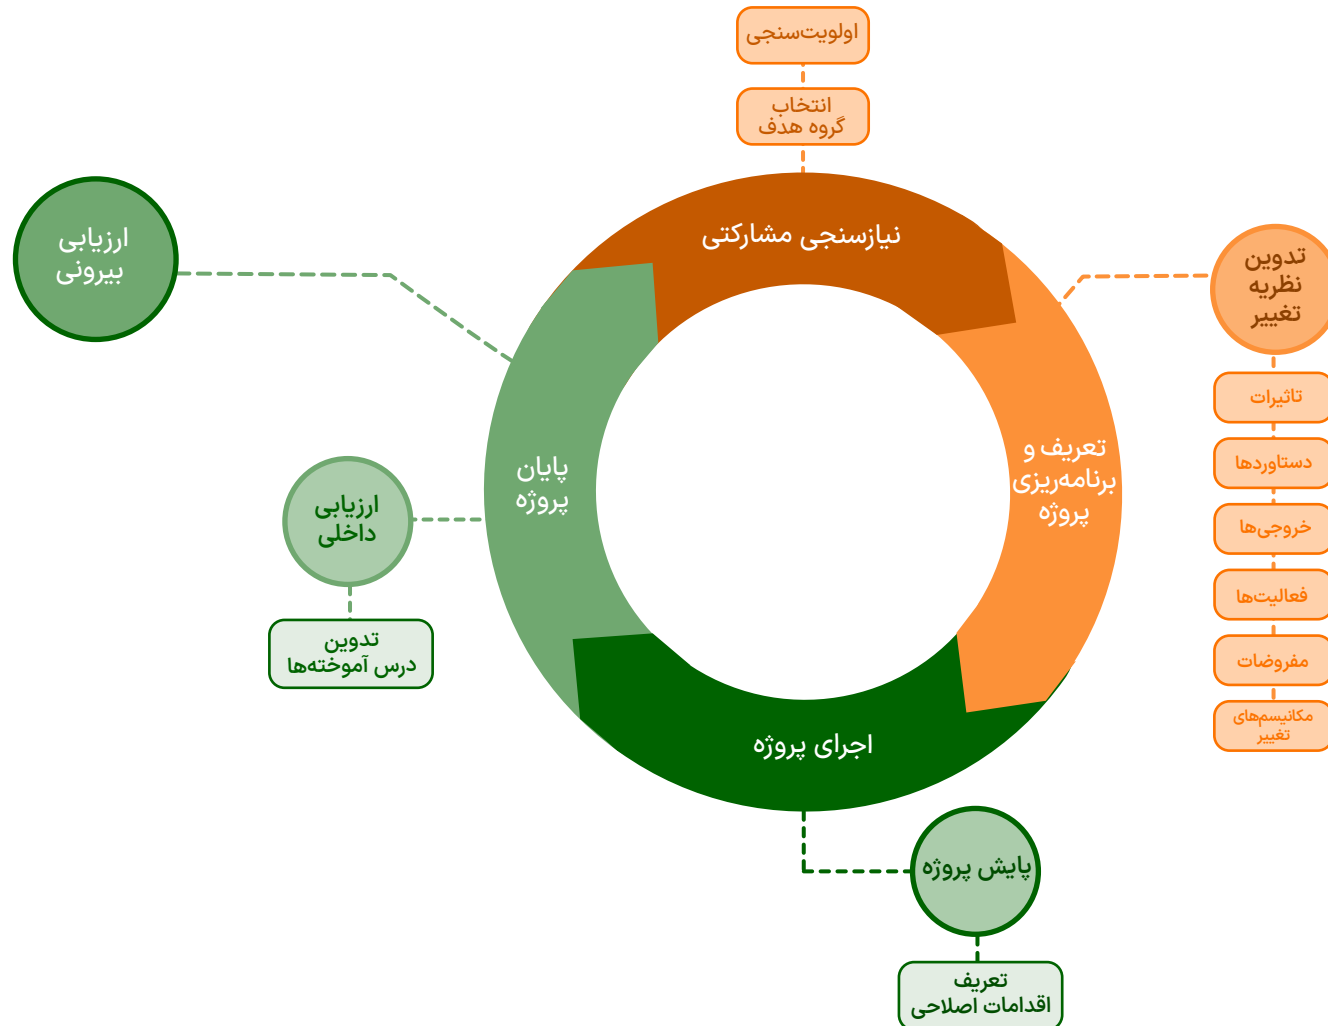 اولویت‌سنجی
انتخاب
گروه هدف
نیازسنجی مشارکتی
تدوین
نظریه
تغییر
تاثیرات
دستاوردها
خروجی‌ها
فعالیت‌ها
مفروضات
مکانیسم‌های
تغییر
تعریف و
برنامه‌ریزی
پروژه
اجرای پروژه
پایش پروژه
تعریف
اقدامات اصلاحی
پایان
پروژه
ارزیابی
داخلی
تدوین
درس آموخته‌ها
ارزیابی
بیرونی